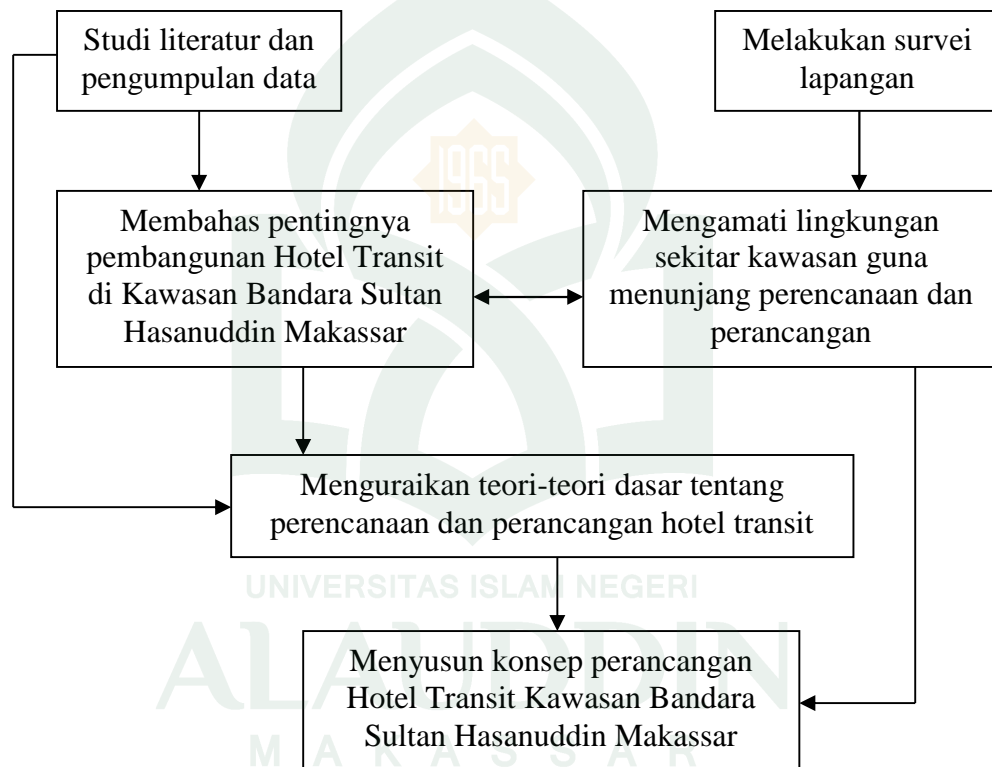 Studi literatur dan
pengumpulan data
Melakukan survei
lapangan
1965
Membahas pentingnya
pembangunan Hotel Transit
di Kawasan Bandara Sultan
Hasanuddin Makassar
Mengamati lingkungan
sekitar kawasan guna
menunjang perencanaan dan
perancangan
Menguraikan teori-teori dasar tentang
perencanaan dan perancangan hotel transit
UNIVERSITAS ISLAM NEGERI
ALAUDDIN
Menyusun konsep perancangan
Hotel Transit Kawasan Bandara
Sultan Hasanuddin Makassar
MAKASSAR